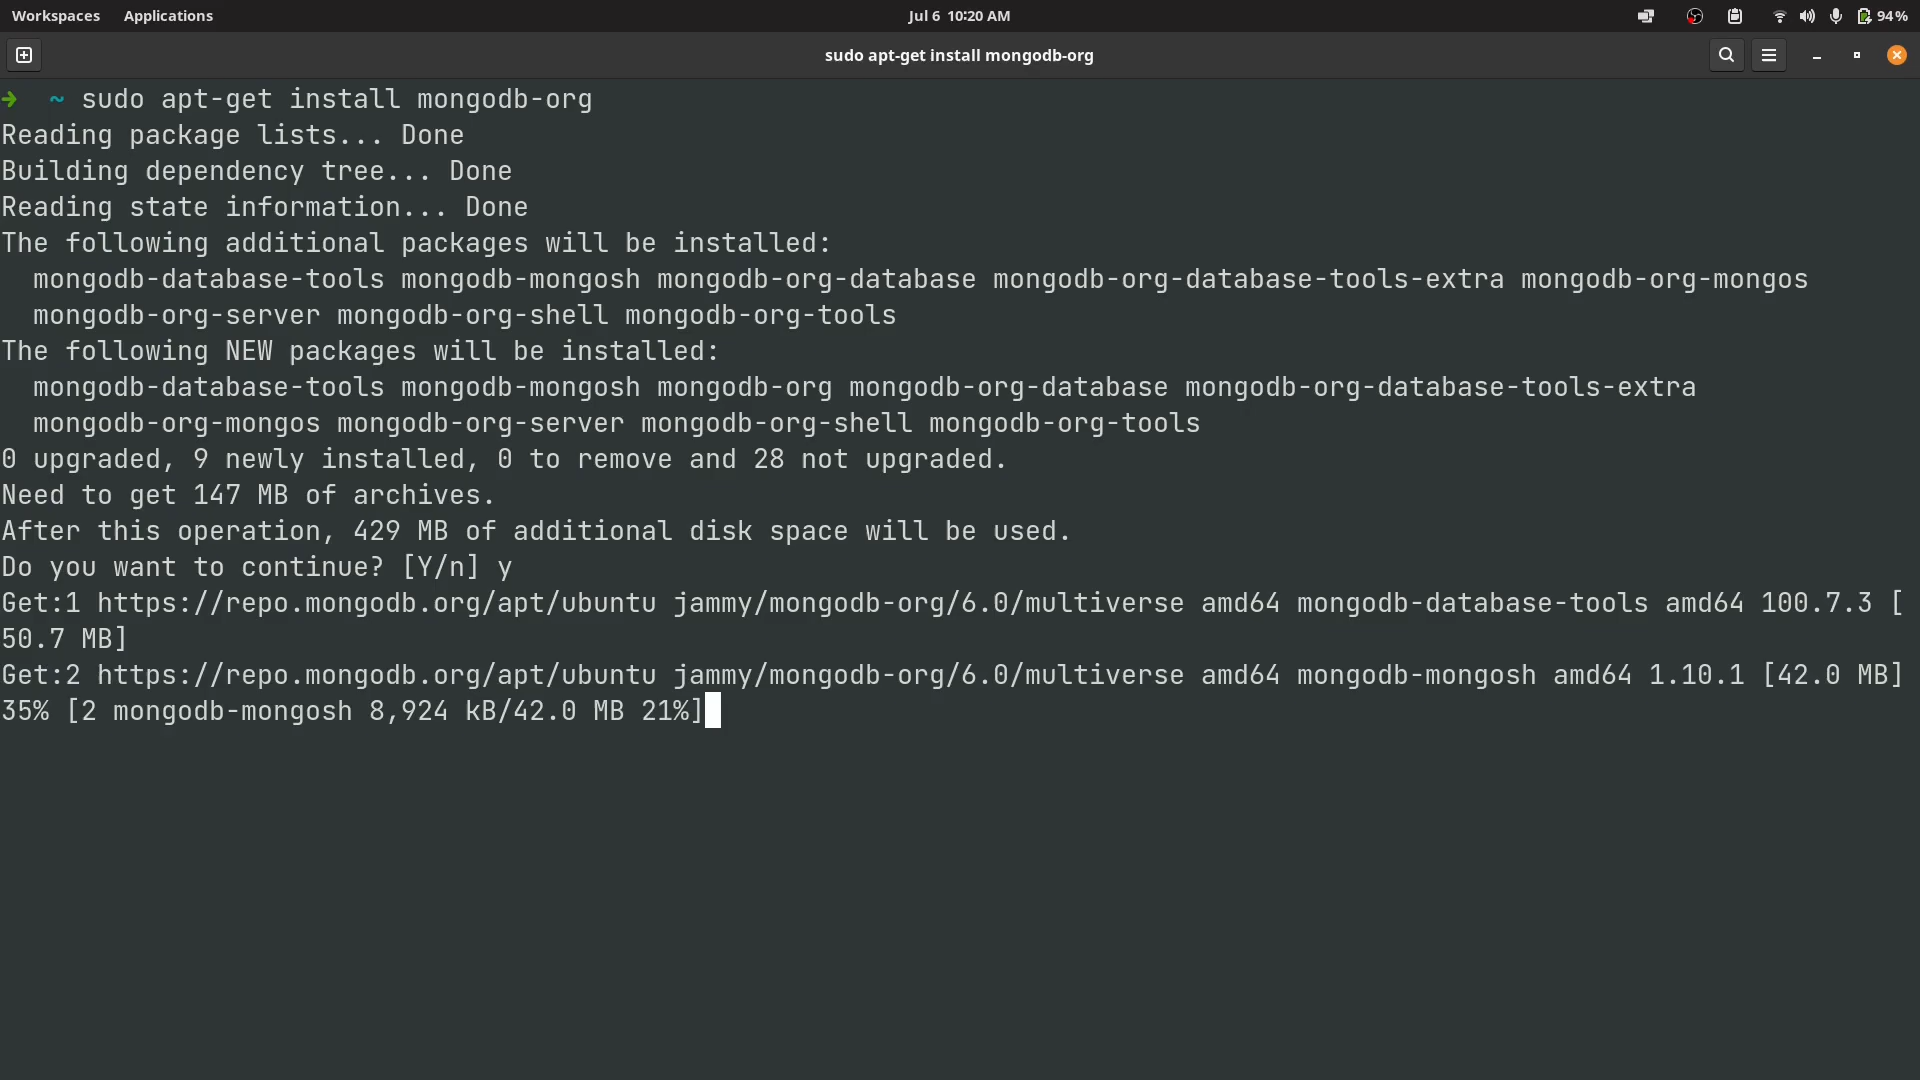 Workspaces Applications Jul 6 10:20 AM 94%
sudo apt-get install mongodb-org
➜ ~ sudo apt-get install mongodb-org
Reading package lists... Done
Building dependency tree... Done
Reading state information... Done
The following additional packages will be installed:
  mongodb-database-tools mongodb-mongosh mongodb-org-database mongodb-org-database-tools-extra mongodb-org-mongos
  mongodb-org-server mongodb-org-shell mongodb-org-tools
The following NEW packages will be installed:
  mongodb-database-tools mongodb-mongosh mongodb-org mongodb-org-database mongodb-org-database-tools-extra
  mongodb-org-mongos mongodb-org-server mongodb-org-shell mongodb-org-tools
0 upgraded, 9 newly installed, 0 to remove and 28 not upgraded.
Need to get 147 MB of archives.
After this operation, 429 MB of additional disk space will be used.
Do you want to continue? [Y/n] y
Get:1 https://repo.mongodb.org/apt/ubuntu jammy/mongodb-org/6.0/multiverse amd64 mongodb-database-tools amd64 100.7.3 [
50.7 MB]
Get:2 https://repo.mongodb.org/apt/ubuntu jammy/mongodb-org/6.0/multiverse amd64 mongodb-mongosh amd64 1.10.1 [42.0 MB]
35% [2 mongodb-mongosh 8,924 kB/42.0 MB 21%]